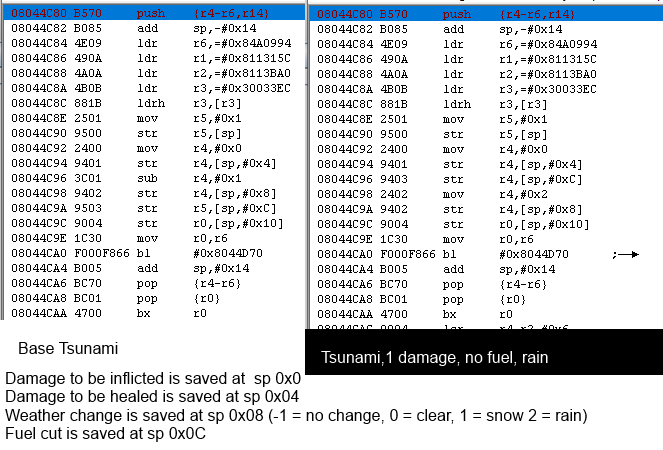 08044C80 B570 push {r4-r6,r14}
08044C82 B085 add sp,-#0x14
08044C84 4E09 ldr r6,=#0x84A0994
08044C86 490A ldr r1,=#0x811315C
08044C88 4A0A ldr r2,=#0x8113BA0
08044C8A 4B0B ldr r3,=#0x30033EC
08044C8C 881B ldrh r3,[r3]
08044C8E 2501 mov r5,#0x1
08044C90 9500 str r5,[sp]
08044C92 2400 mov r4,#0x0
08044C94 9401 str r4,[sp,#0x4]
08044C96 3C01 sub r4,#0x1
08044C98 9402 str r4,[sp,#0x8]
08044C9A 9503 str r5,[sp,#0xC]
08044C9C 9004 str r0,[sp,#0x10]
08044C9E 1C30 mov r0,r6
08044CA0 F000F866 bl #0x8044D70
08044CA4 B005 add sp,#0x14
08044CA6 BC70 pop {r4-r6}
08044CA8 BC01 pop {r0}
08044CAA 4700 bx r0
08044C80 B570 push {r4-r6,r14}
08044C82 B085 add sp,-#0x14
08044C84 4E09 ldr r6,=#0x84A0994
08044C86 490A ldr r1,=#0x811315C
08044C88 4A0A ldr r2,=#0x8113BA0
08044C8A 4B0B ldr r3,=#0x30033EC
08044C8C 881B ldrh r3,[r3]
08044C8E 2501 mov r5,#0x1
08044C90 9500 str r5,[sp]
08044C92 2400 mov r4,#0x0
08044C94 9401 str r4,[sp,#0x4]
08044C96 9403 str r4,[sp,#0xC]
08044C98 2402 mov r4,#0x2
08044C9A 9402 str r4,[sp,#0x8]
08044C9C 9004 str r0,[sp,#0x10]
08044C9E 1C30 mov r0,r6
08044CA0 F000F866 bl #0x8044D70 ;→
08044CA4 B005 add sp,#0x14
08044CA6 BC70 pop {r4-r6}
08044CA8 BC01 pop {r0}
08044CAA 4700 bx r0
Base Tsunami
Tsunami,1 damage, no fuel, rain
Damage to be inflicted is saved at sp 0x0
Damage to be healed is saved at sp 0x04
Weather change is saved at sp 0x08 (-1 = no change, 0 = clear, 1 = snow 2 = rain)
Fuel cut is saved at sp 0x0C